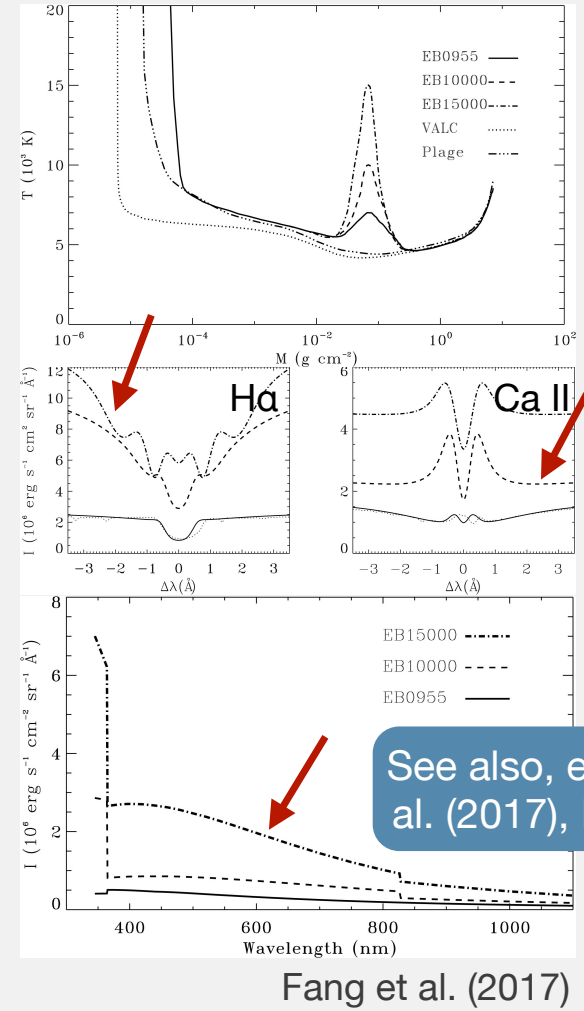 20
15
10
5
0
T (10³ K)
EB0955
EB10000
EB15000
VALC
Plage
10⁻⁶ 10⁻⁴ 10⁻² 10⁰ 10²
M (g cm⁻²)
12
10
8
6
4
2
0
I (10⁶ erg s⁻¹ cm² sr⁻¹ Å⁻¹)
Hα
-3 -2 -1 0 1 2 3
Δλ(Å)
6
4
2
0
Ca II
-3 -2 -1 0 1 2 3
Δλ(Å)
8
6
4
2
0
I (10⁶ erg s⁻¹ cm⁻² sr⁻¹ Å⁻¹)
EB15000
EB10000
EB0955
See also, e
al. (2017),
400 600 800 1000
Wavelength (nm)
Fang et al. (2017)